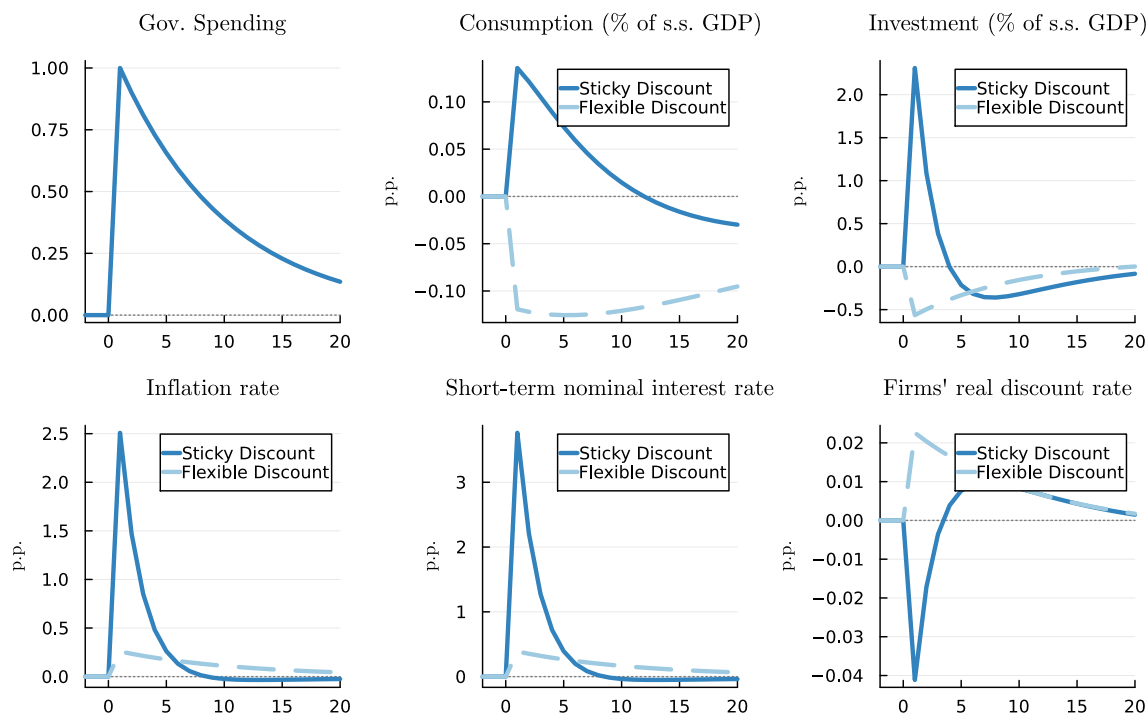 Gov. Spending
1.00
0.75
0.50
0.25
0.00
0 5 10 15 20
Consumption (% of s.s. GDP)
p.p.
0.10
0.05
0.00
−0.05
−0.10
Sticky Discount
Flexible Discount
0 5 10 15 20
Investment (% of s.s. GDP)
p.p.
2.0
1.5
1.0
0.5
0.0
−0.5
Sticky Discount
Flexible Discount
0 5 10 15 20
Inflation rate
p.p.
2.5
2.0
1.5
1.0
0.5
0.0
Sticky Discount
Flexible Discount
0 5 10 15 20
Short-term nominal interest rate
p.p.
3
2
1
0
Sticky Discount
Flexible Discount
0 5 10 15 20
Firms' real discount rate
p.p.
0.02
0.01
0.00
−0.01
−0.02
−0.03
−0.04
Sticky Discount
Flexible Discount
0 5 10 15 20